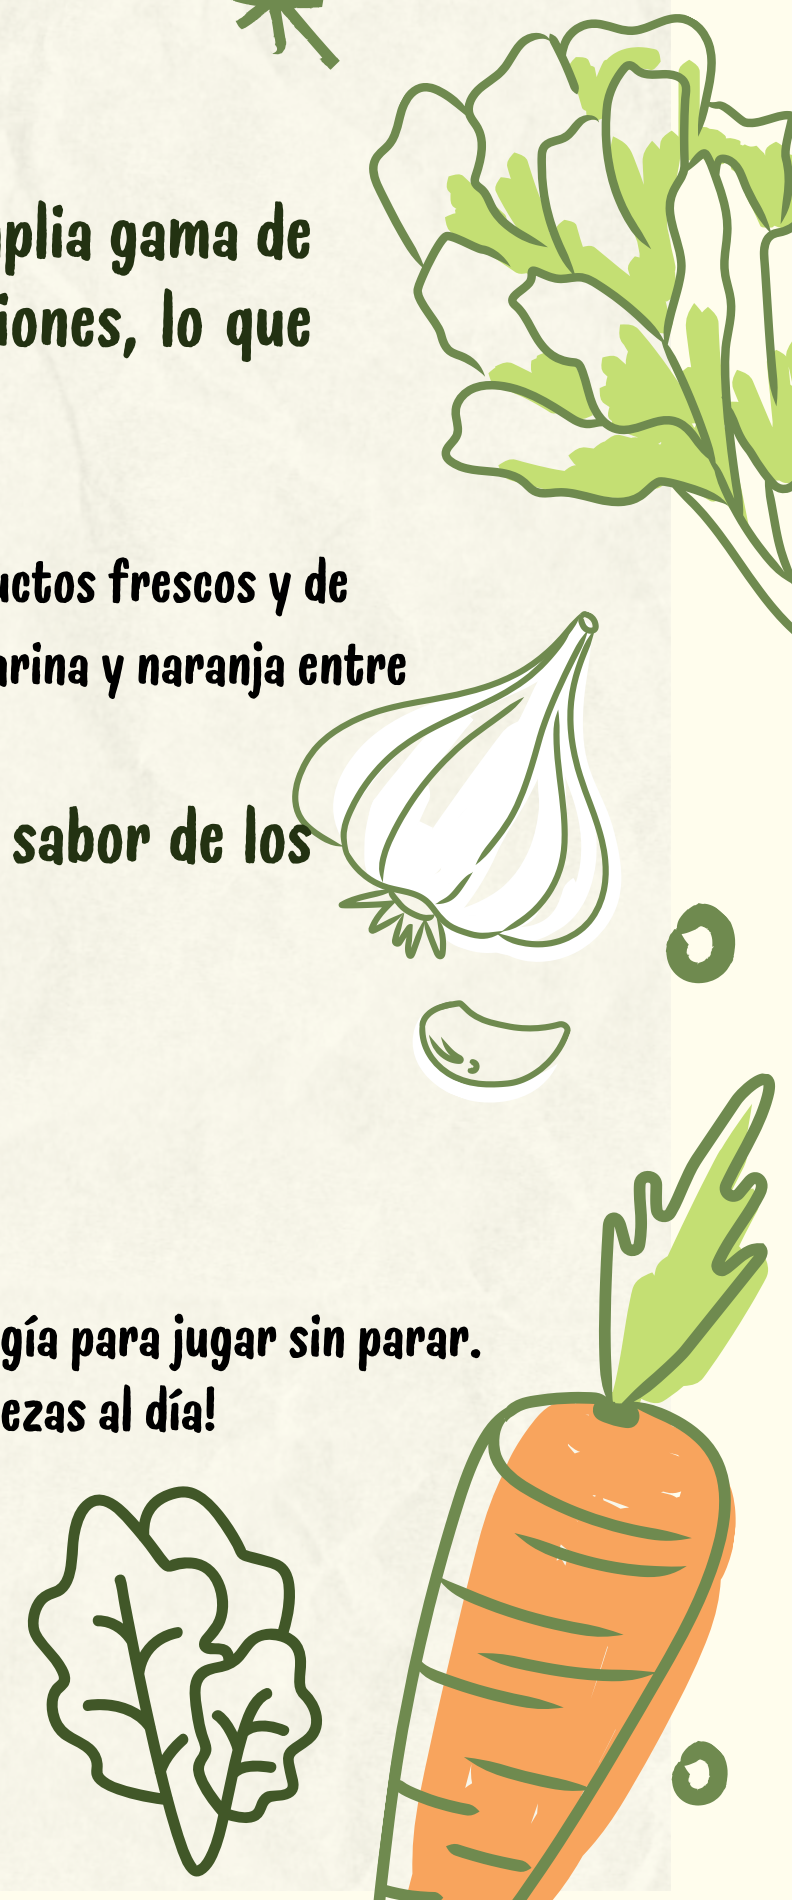 plia gama de
iones, lo que
uctos frescos y de
arina y naranja entre
sabor de los
gía para jugar sin parar.
ezas al día!